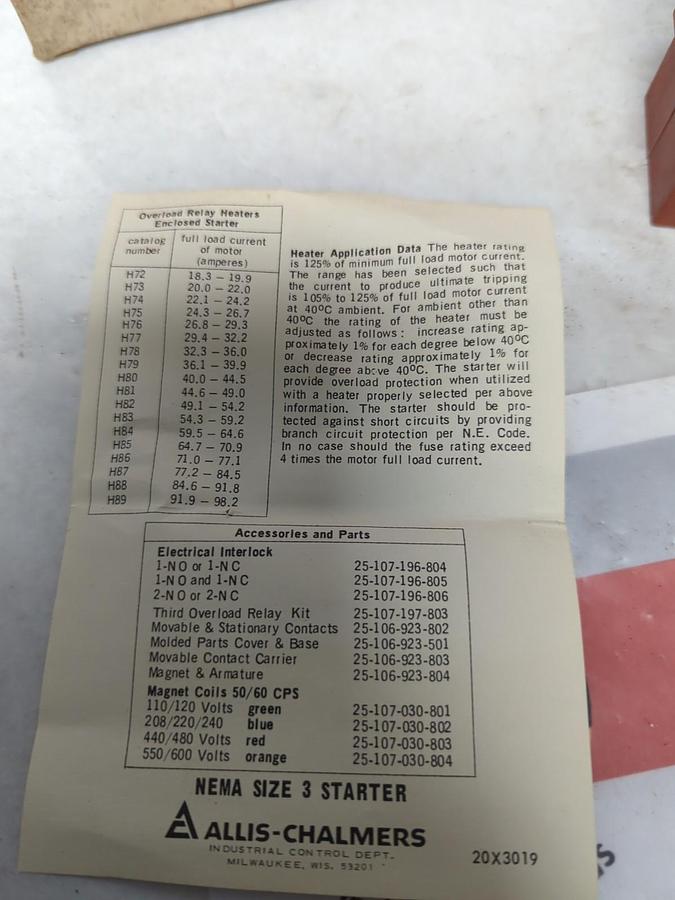 Overload Relay Heaters
Enclosed Starter
catalog number full load current of motor (amperes)
H72 18.3 – 19.9
H73 20.0 – 22.0
H74 22.1 – 24.2
H75 24.3 – 26.7
H76 26.8 – 29.3
H77 29.4 – 32.2
H78 32.3 – 36.0
H79 36.1 – 39.9
H80 40.0 – 44.5
H81 44.6 – 49.0
H82 49.1 – 54.2
H83 54.3 – 59.2
H84 59.5 – 64.6
H85 64.7 – 70.9
H86 71.0 – 77.1
H87 77.2 – 84.5
H88 84.6 – 91.8
H89 91.9 – 98.2
Heater Application Data The heater rating
is 125% of minimum full load motor current.
The range has been selected such that
the current to produce ultimate tripping
is 105% to 125% of full load motor current
at 40°C ambient. For ambient other than
40°C the rating of the heater must be
adjusted as follows: increase rating ap-
proximately 1% for each degree below 40°C
or decrease rating approximately 1% for
each degree above 40°C. The starter will
provide overload protection when utilized
with a heater properly selected per above
information. The starter should be pro-
tected against short circuits by providing
branch circuit protection per N.E. Code.
In no case should the fuse rating exceed
4 times the motor full load current.
Accessories and Parts
Electrical Interlock
1-NO or 1-NC 25-107-196-804
1-NO and 1-NC 25-107-196-805
2-NO or 2-NC 25-107-196-806
Third Overload Relay Kit 25-107-197-803
Movable & Stationary Contacts 25-106-923-802
Molded Parts Cover & Base 25-106-923-501
Movable Contact Carrier 25-106-923-803
Magnet & Armature 25-106-923-804
Magnet Coils 50/60 CPS
110/120 Volts green 25-107-030-801
208/220/240 blue 25-107-030-802
440/480 Volts red 25-107-030-803
550/600 Volts orange 25-107-030-804
NEMA SIZE 3 STARTER
ALLIS-CHALMERS
INDUSTRIAL CONTROL DEPT.
MILWAUKEE, WIS. 53201
20X3019